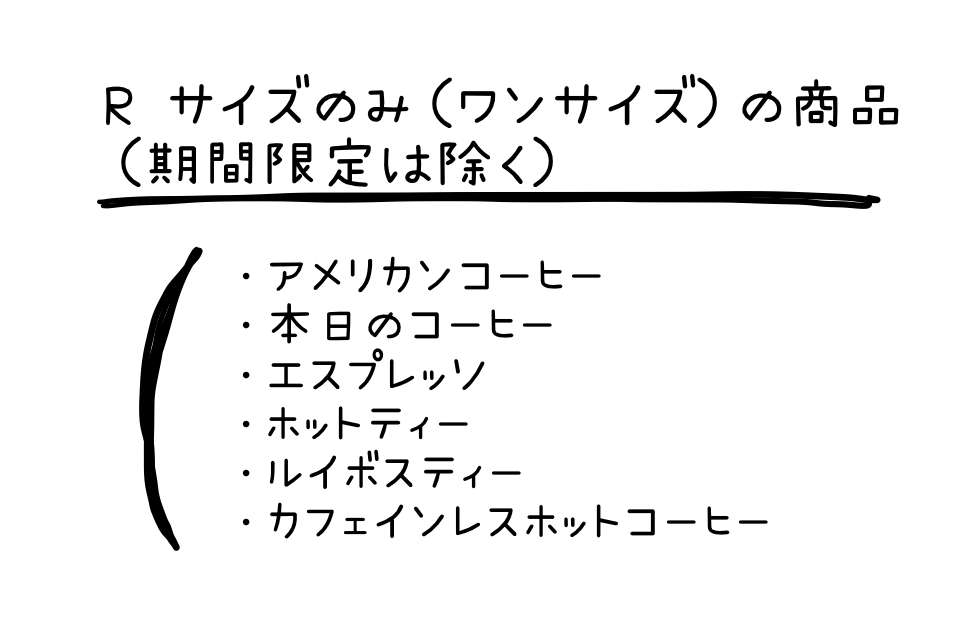 R サイズのみ（ワンサイズ）の商品
（期間限定は除く）
・アメリカンコーヒー
・本日のコーヒー
・エスプレッソ
・ホットティー
・ルイボスティー
・カフェインレスホットコーヒー